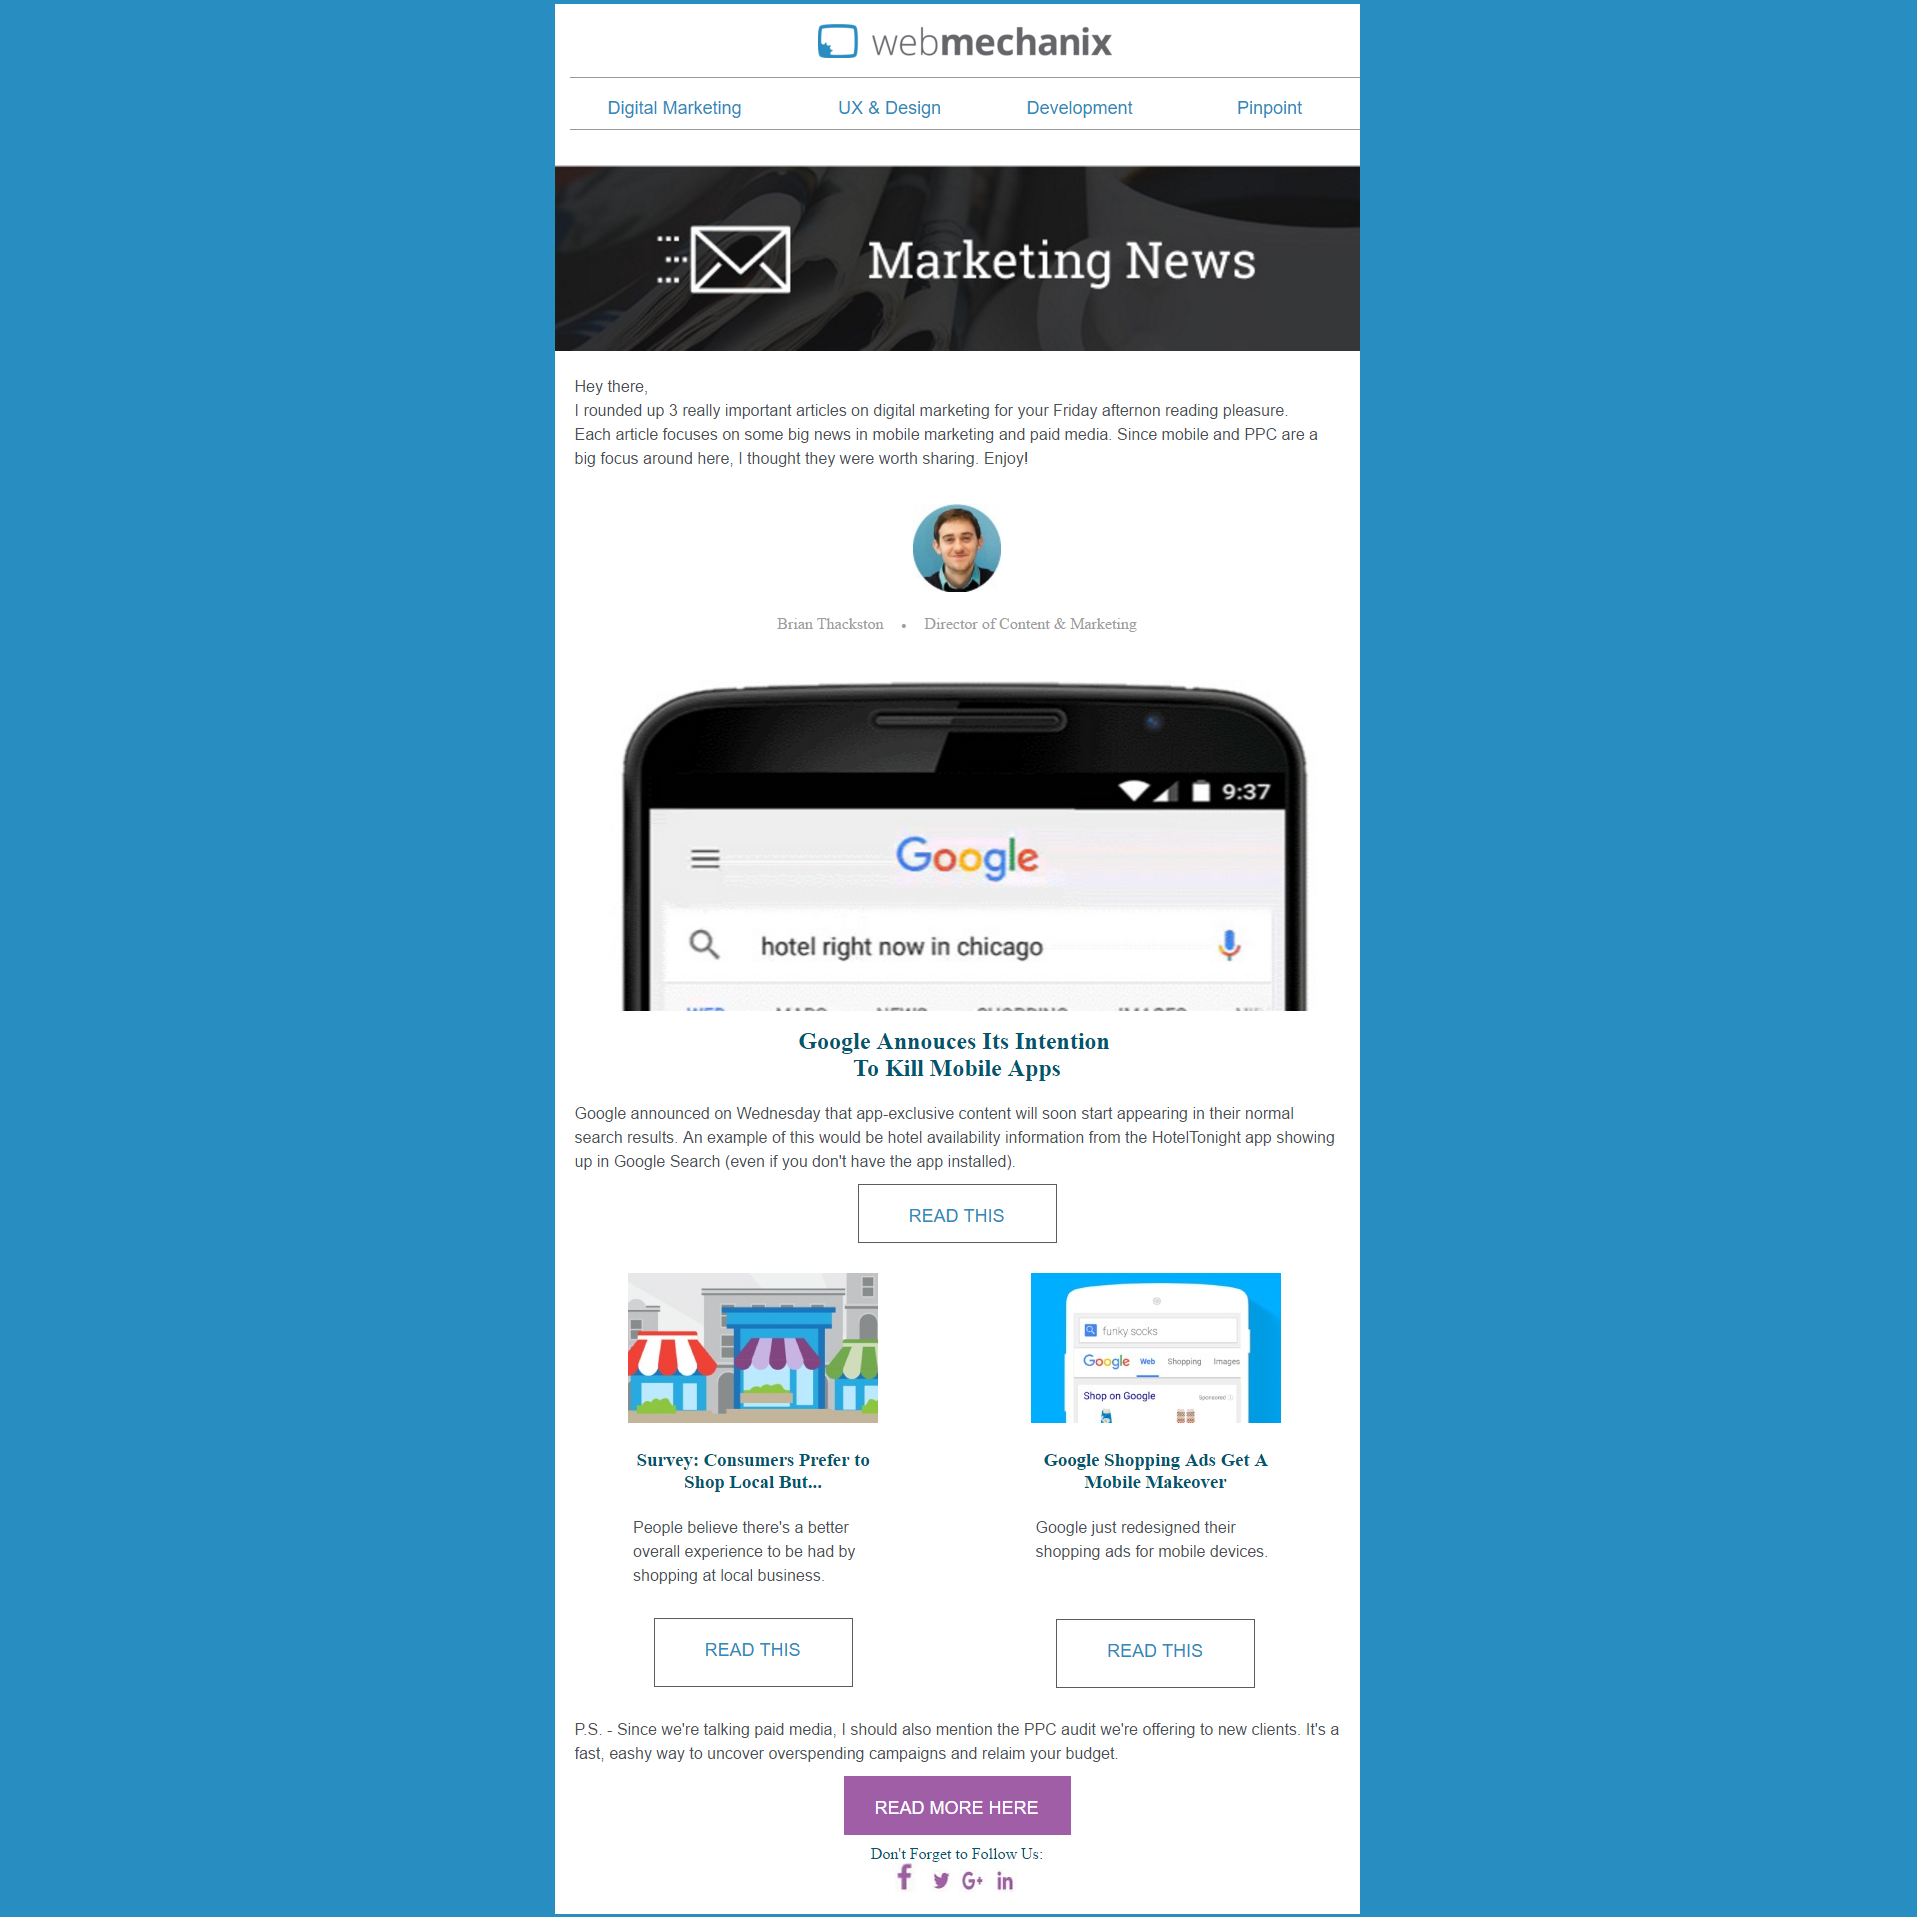 webmechanix
Digital Marketing UX & Design Development Pinpoint
Marketing News
Hey there,
I rounded up 3 really important articles on digital marketing for your Friday afternon reading pleasure.
Each article focuses on some big news in mobile marketing and paid media. Since mobile and PPC are a
big focus around here, I thought they were worth sharing. Enjoy!
Brian Thackston • Director of Content & Marketing
9:37
Google
hotel right now in chicago
WEB MAPS NEWS SHOPPING IMAGES
Google Annouces Its Intention
To Kill Mobile Apps
Google announced on Wednesday that app-exclusive content will soon start appearing in their normal
search results. An example of this would be hotel availability information from the HotelTonight app showing
up in Google Search (even if you don't have the app installed).
READ THIS
funky socks
Google Web Shopping Images
Shop on Google Sponsored
Survey: Consumers Prefer to
Shop Local But...
People believe there's a better
overall experience to be had by
shopping at local business.
READ THIS
Google Shopping Ads Get A
Mobile Makeover
Google just redesigned their
shopping ads for mobile devices.
READ THIS
P.S. - Since we're talking paid media, I should also mention the PPC audit we're offering to new clients. It's a
fast, eashy way to uncover overspending campaigns and relaim your budget.
READ MORE HERE
Don't Forget to Follow Us: